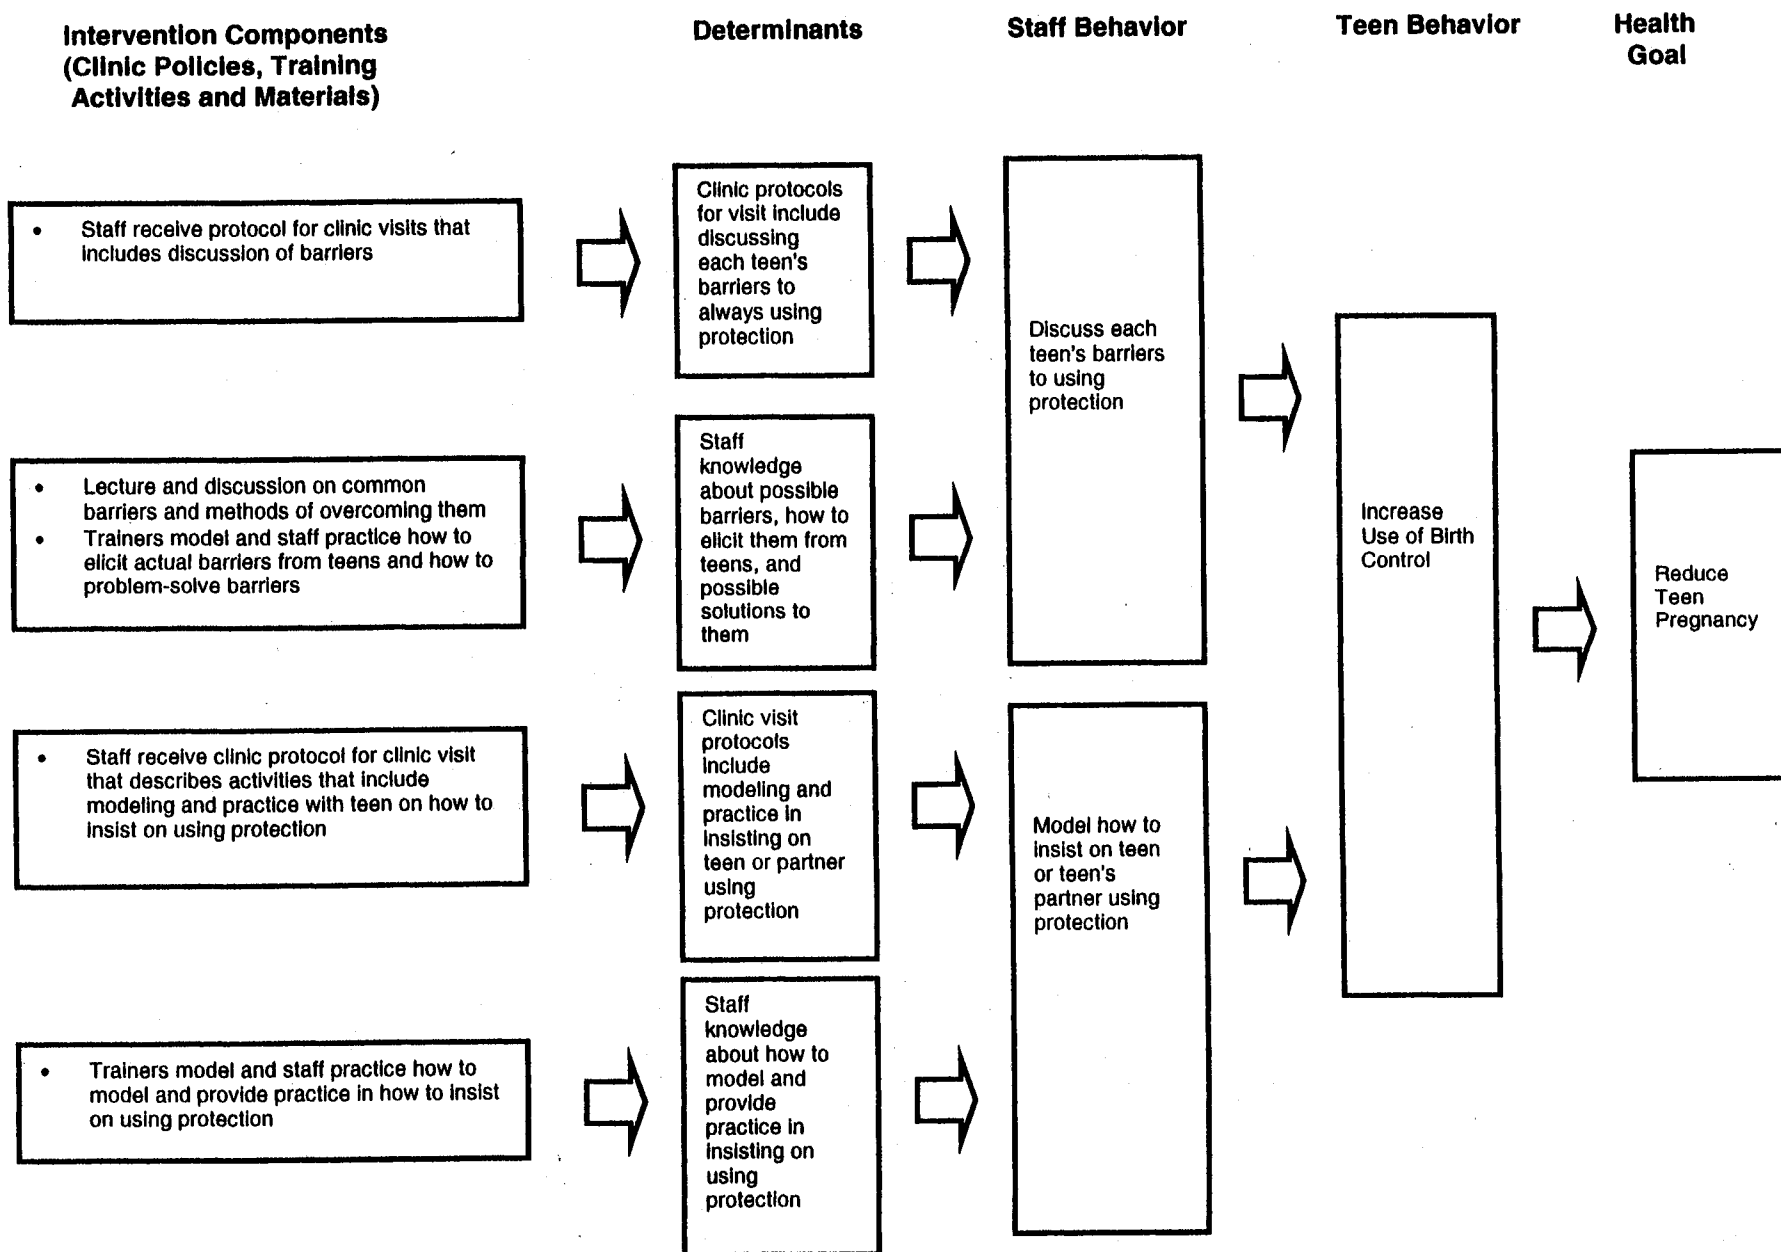 Intervention Components
(Clinic Policies, Training
Activities and Materials)
Determinants
Staff Behavior
Teen Behavior
Health
Goal
• Staff receive protocol for clinic visits that
includes discussion of barriers
Clinic protocols
for visit include
discussing
each teen's
barriers to
always using
protection
Discuss each
teen's barriers
to using
protection
• Lecture and discussion on common
barriers and methods of overcoming them
• Trainers model and staff practice how to
elicit actual barriers from teens and how to
problem-solve barriers
Staff
knowledge
about possible
barriers, how to
elicit them from
teens, and
possible
solutions to
them
Increase
Use of Birth
Control
Reduce
Teen
Pregnancy
• Staff receive clinic protocol for clinic visit
that describes activities that include
modeling and practice with teen on how to
insist on using protection
Clinic visit
protocols
include
modeling and
practice in
insisting on
teen or partner
using
protection
Model how to
insist on teen
or teen's
partner using
protection
• Trainers model and staff practice how to
model and provide practice in how to insist
on using protection
Staff
knowledge
about how to
model and
provide
practice in
insisting on
using
protection